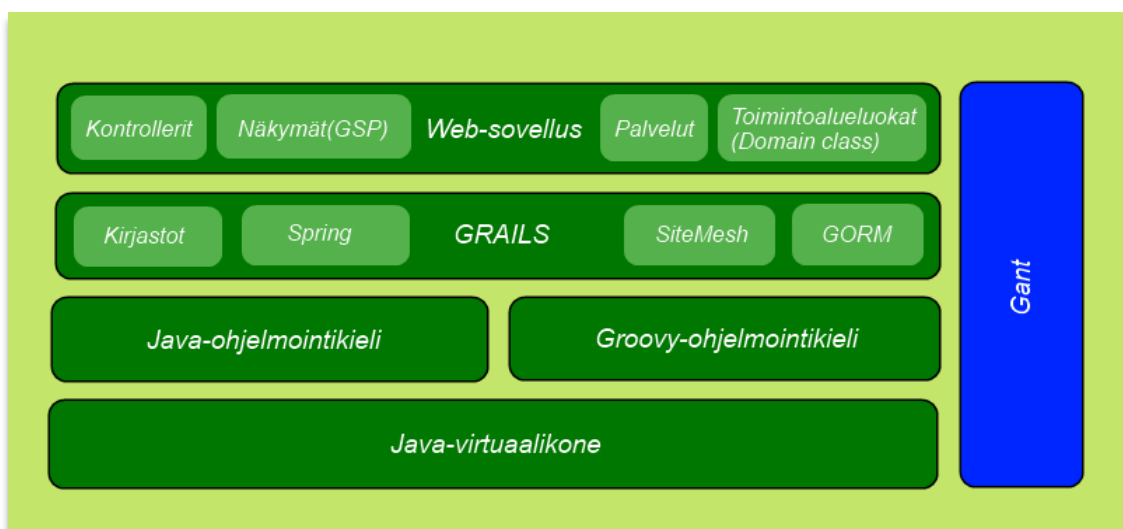 Kontrollerit
Näkymät(GSP)
Web-sovellus
Palvelut
Toimintoalueluokat
(Domain class)
Kirjastot
Spring
GRAILS
SiteMesh
GORM
Java-ohjelmointikieli
Groovy-ohjelmointikieli
Java-virtuaalikone
Gant